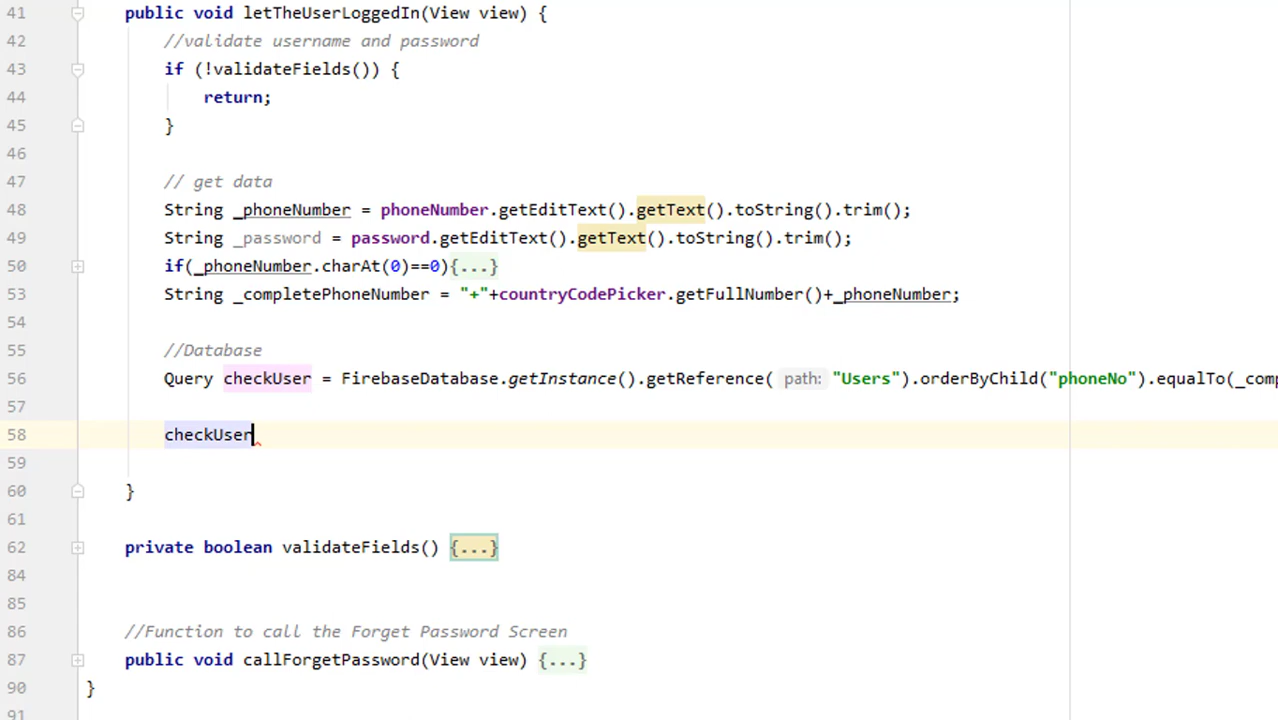 41 public void letTheUserLoggedIn(View view) {
42 //validate username and password
43 if (!validateFields()) {
44 return;
45 }
46
47 // get data
48 String _phoneNumber = phoneNumber.getEditText().getText().toString().trim();
49 String _password = password.getEditText().getText().toString().trim();
50 if(_phoneNumber.charAt(0)==0){...}
53 String _completePhoneNumber = "+"+countryCodePicker.getFullNumber()+_phoneNumber;
54
55 //Database
56 Query checkUser = FirebaseDatabase.getInstance().getReference( path: "Users").orderByChild("phoneNo").equalTo(_comp
57
58 checkUser
59
60 }
61
62 private boolean validateFields() {...}
84
85
86 //Function to call the Forget Password Screen
87 public void callForgetPassword(View view) {...}
90 }
91